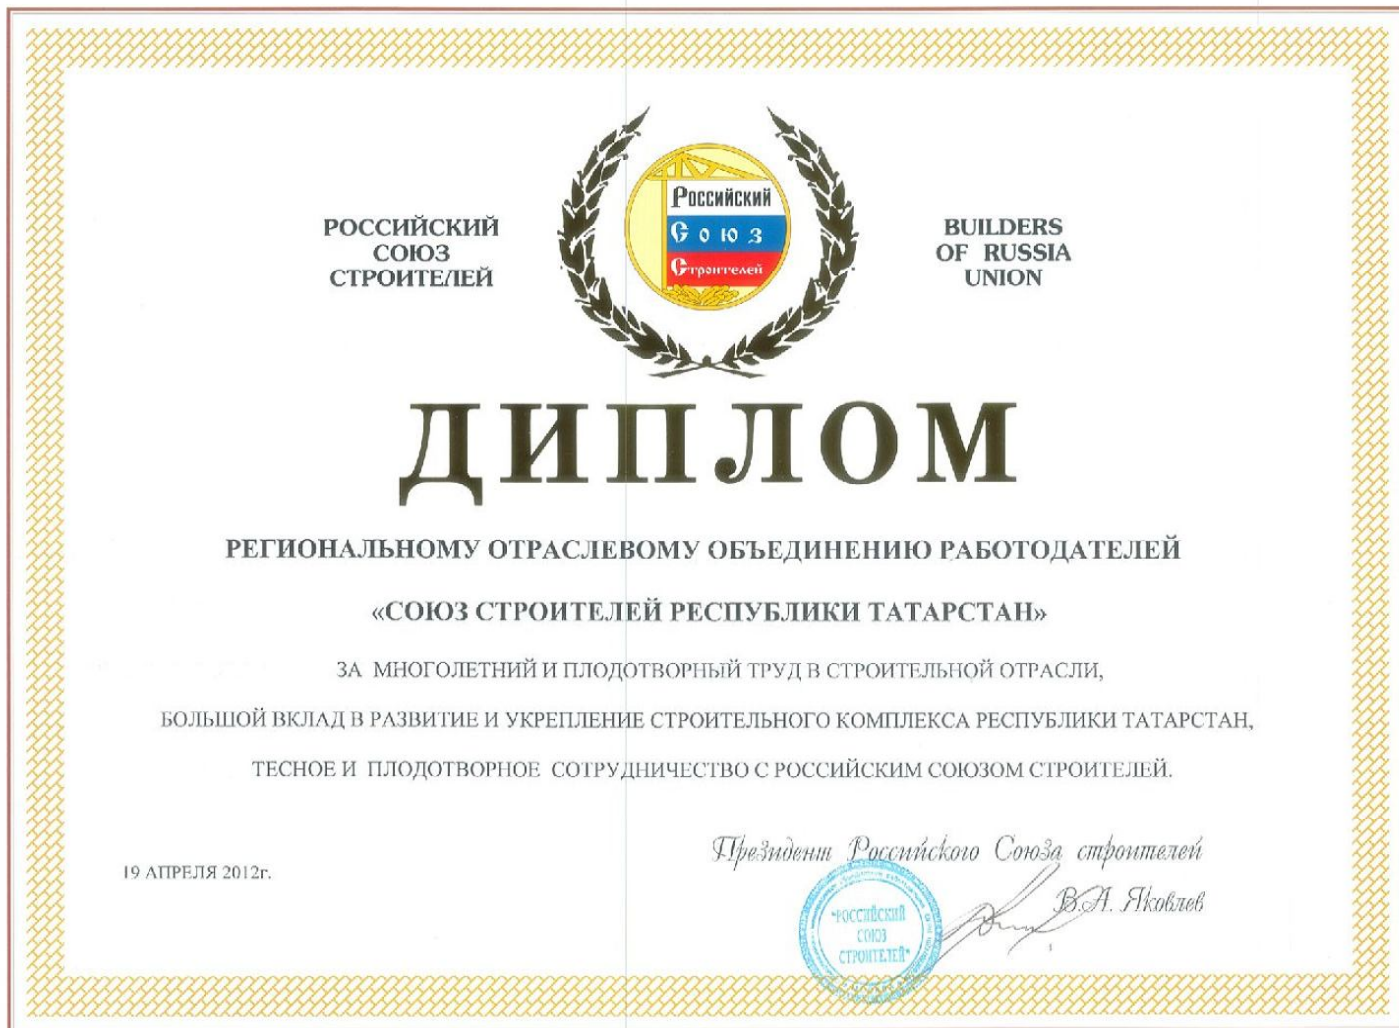 РОССИЙСКИЙ
СОЮЗ
СТРОИТЕЛЕЙ
Российский
Союз
Строителей
BUILDERS
OF RUSSIA
UNION
ДИПЛОМ
РЕГИОНАЛЬНОМУ ОТРАСЛЕВОМУ ОБЪЕДИНЕНИЮ РАБОТОДАТЕЛЕЙ
«СОЮЗ СТРОИТЕЛЕЙ РЕСПУБЛИКИ ТАТАРСТАН»
ЗА МНОГОЛЕТНИЙ И ПЛОДОТВОРНЫЙ ТРУД В СТРОИТЕЛЬНОЙ ОТРАСЛИ,
БОЛЬШОЙ ВКЛАД В РАЗВИТИЕ И УКРЕПЛЕНИЕ СТРОИТЕЛЬНОГО КОМПЛЕКСА РЕСПУБЛИКИ ТАТАРСТАН,
ТЕСНОЕ И ПЛОДОТВОРНОЕ СОТРУДНИЧЕСТВО С РОССИЙСКИМ СОЮЗОМ СТРОИТЕЛЕЙ.
Президент Российского Союза строителей
19 АПРЕЛЯ 2012г.
В.А. Яковлев
"РОССИЙСКИЙ
СОЮЗ
СТРОИТЕЛЕЙ"